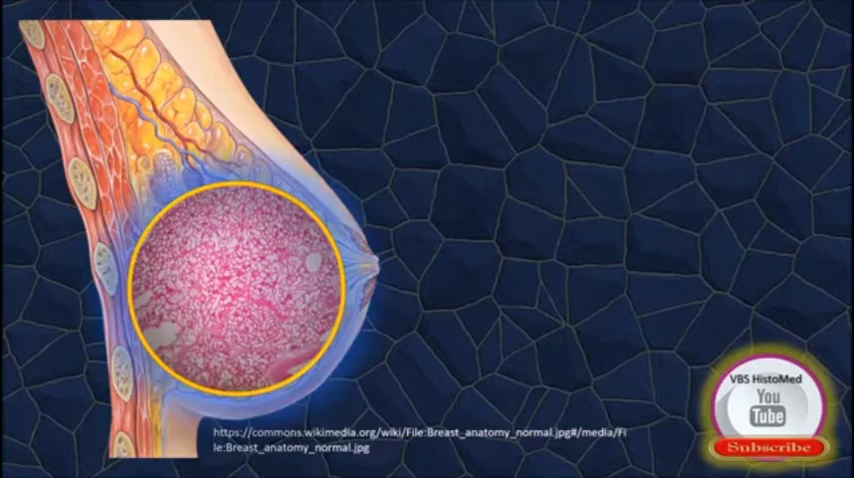 VBS HistoMed
You
Tube
Subscribe
https://commons.wikimedia.org/wiki/File:Breast_anatomy_normal.jpg#/media/Fi
le:Breast_anatomy_normal.jpg